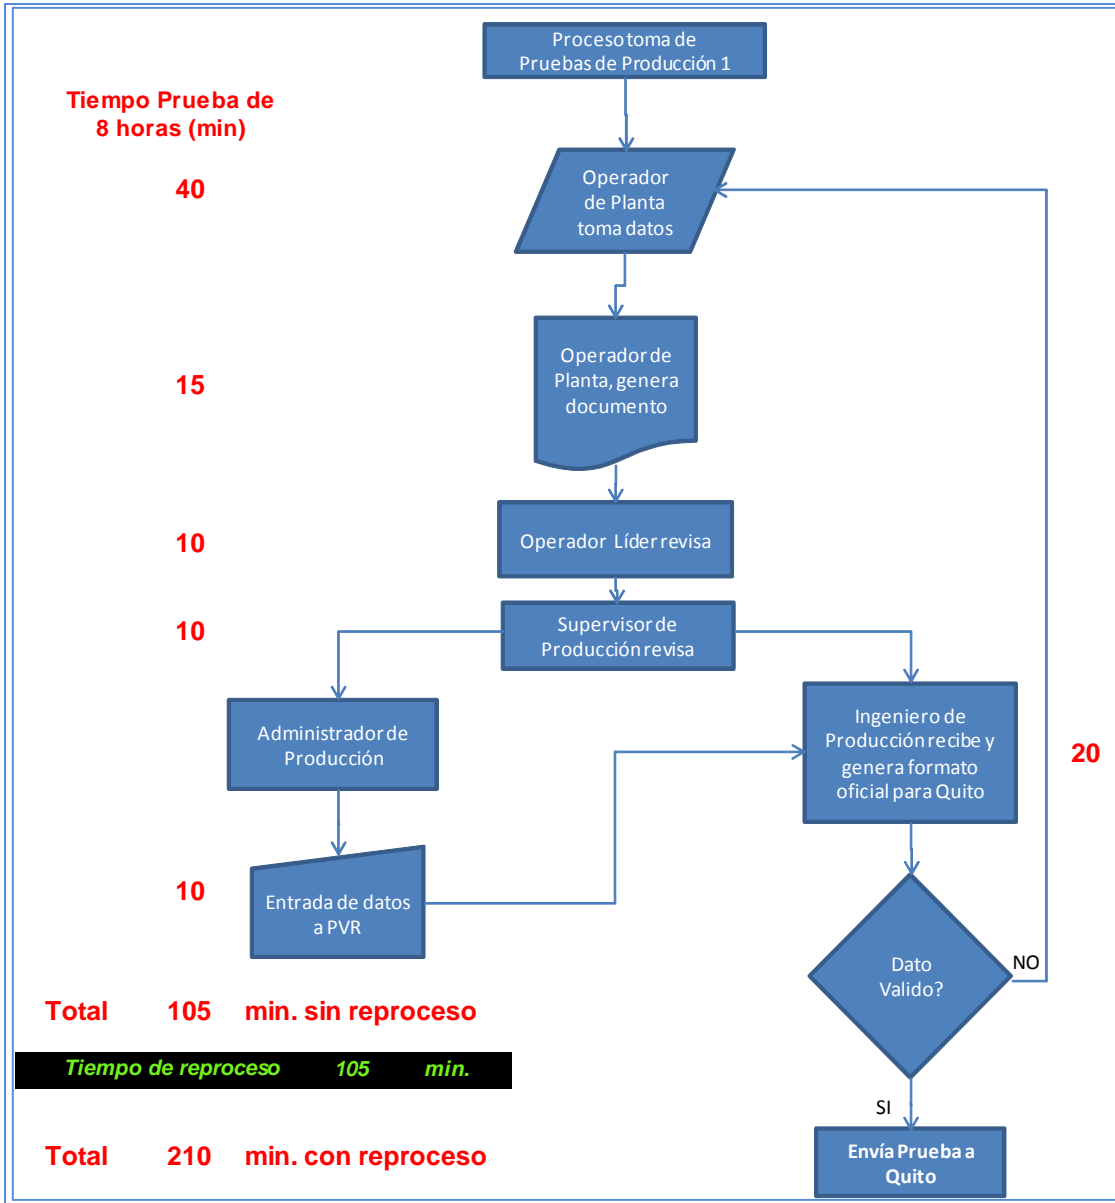 Proceso toma de
Pruebas de Producción 1
Tiempo Prueba de
8 horas (min)
40
Operador
de Planta
toma datos
15
Operador de
Planta, genera
documento
10
Operador Líder revisa
10
Supervisor de
Producción revisa
Administrador de
Producción
Ingeniero de
Producción recibe y
genera formato
oficial para Quito
20
10
Entrada de datos
a PVR
Dato
Valido?
NO
Total 105 min. sin reproceso
Tiempo de reproceso 105 min.
SI
Total 210 min. con reproceso
Envía Prueba a
Quito